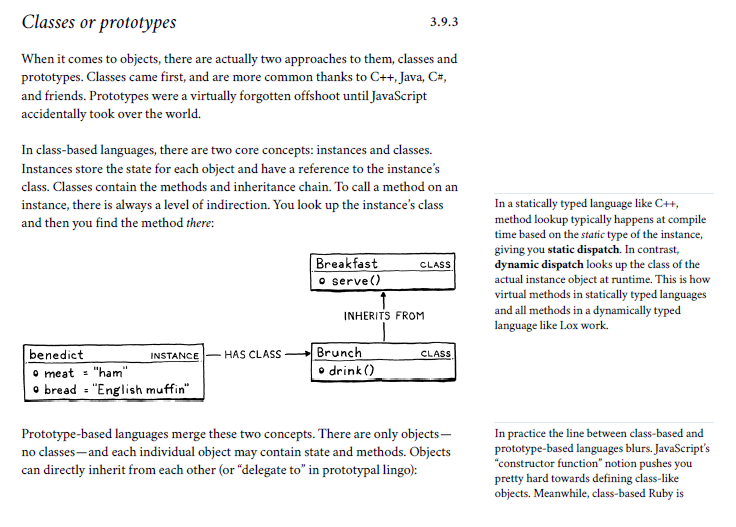 Classes or prototypes
3.9.3
When it comes to objects, there are actually two approaches to them, classes and
prototypes. Classes came first, and are more common thanks to C++, Java, C#,
and friends. Prototypes were a virtually forgotten offshoot until JavaScript
accidentally took over the world.
In class-based languages, there are two core concepts: instances and classes.
Instances store the state for each object and have a reference to the instance’s
class. Classes contain the methods and inheritance chain. To call a method on an
instance, there is always a level of indirection. You look up the instance’s class
and then you find the method there:
In a statically typed language like C++,
method lookup typically happens at compile
time based on the static type of the instance,
giving you static dispatch. In contrast,
dynamic dispatch looks up the class of the
actual instance object at runtime. This is how
virtual methods in statically typed languages
and all methods in a dynamically typed
language like Lox work.
Breakfast CLASS
serve()
INHERITS FROM
benedict INSTANCE
meat = "ham"
bread = "English muffin"
HAS CLASS
Brunch CLASS
drink()
Prototype-based languages merge these two concepts. There are only objects—
no classes—and each individual object may contain state and methods. Objects
can directly inherit from each other (or “delegate to” in prototypal lingo):
In practice the line between class-based and
prototype-based languages blurs. JavaScript’s
“constructor function” notion pushes you
pretty hard towards defining class-like
objects. Meanwhile, class-based Ruby is